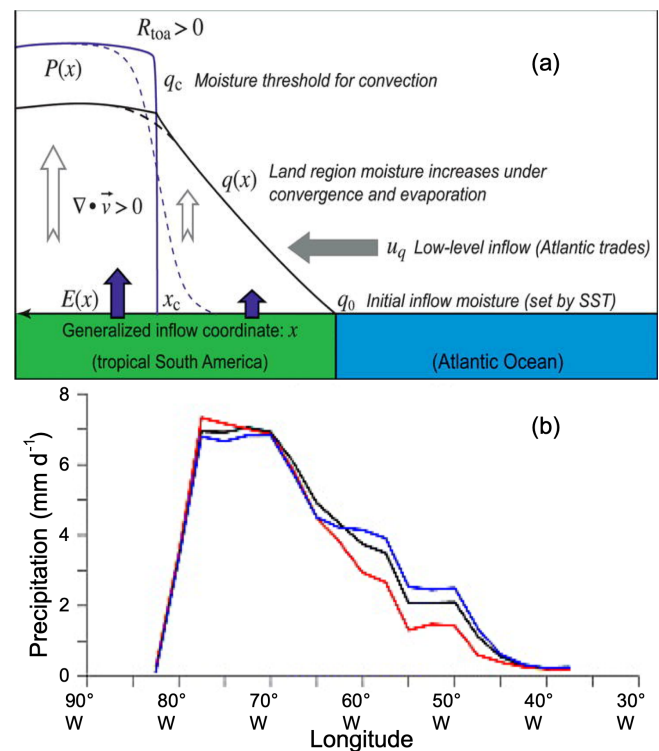 R_toa > 0
(a)
P(x)
q_c Moisture threshold for convection
q(x) Land region moisture increases under
convergence and evaporation
∇ • v⃗ > 0
u_q Low-level inflow (Atlantic trades)
E(x) x_c q_0 Initial inflow moisture (set by SST)
Generalized inflow coordinate: x
(tropical South America) (Atlantic Ocean)
(b)
Precipitation (mm d⁻¹)
8
6
4
2
0
90° 80° 70° 60° 50° 40° 30°
W W W W W W W
Longitude